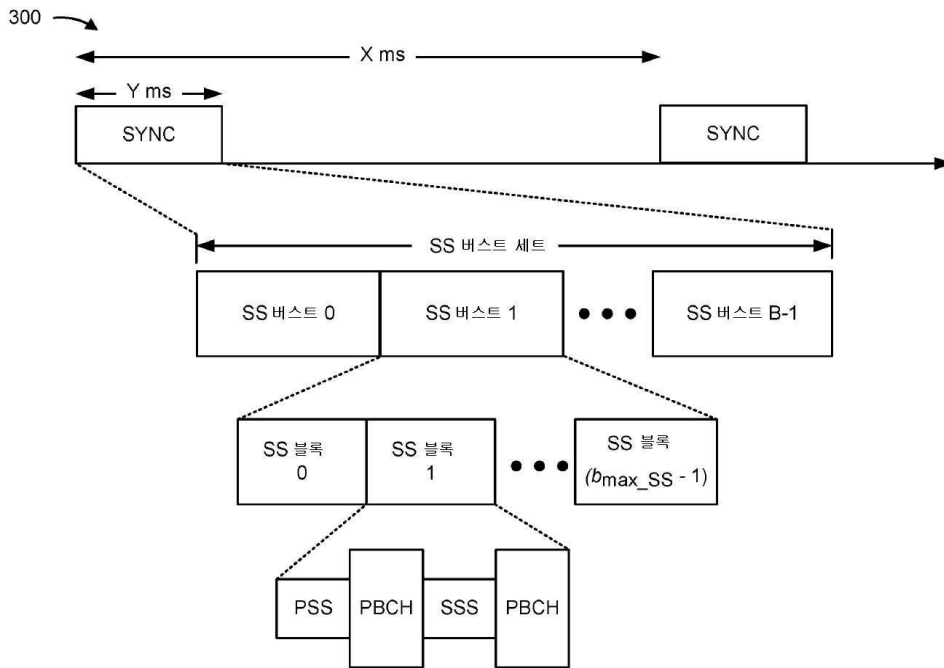 300
X ms
Y ms
SYNC
SYNC
SS 버스트 세트
SS 버스트 0
SS 버스트 1
SS 버스트 B-1
SS 블록
0
SS 블록
1
SS 블록
(bmax_SS - 1)
PSS
PBCH
SSS
PBCH